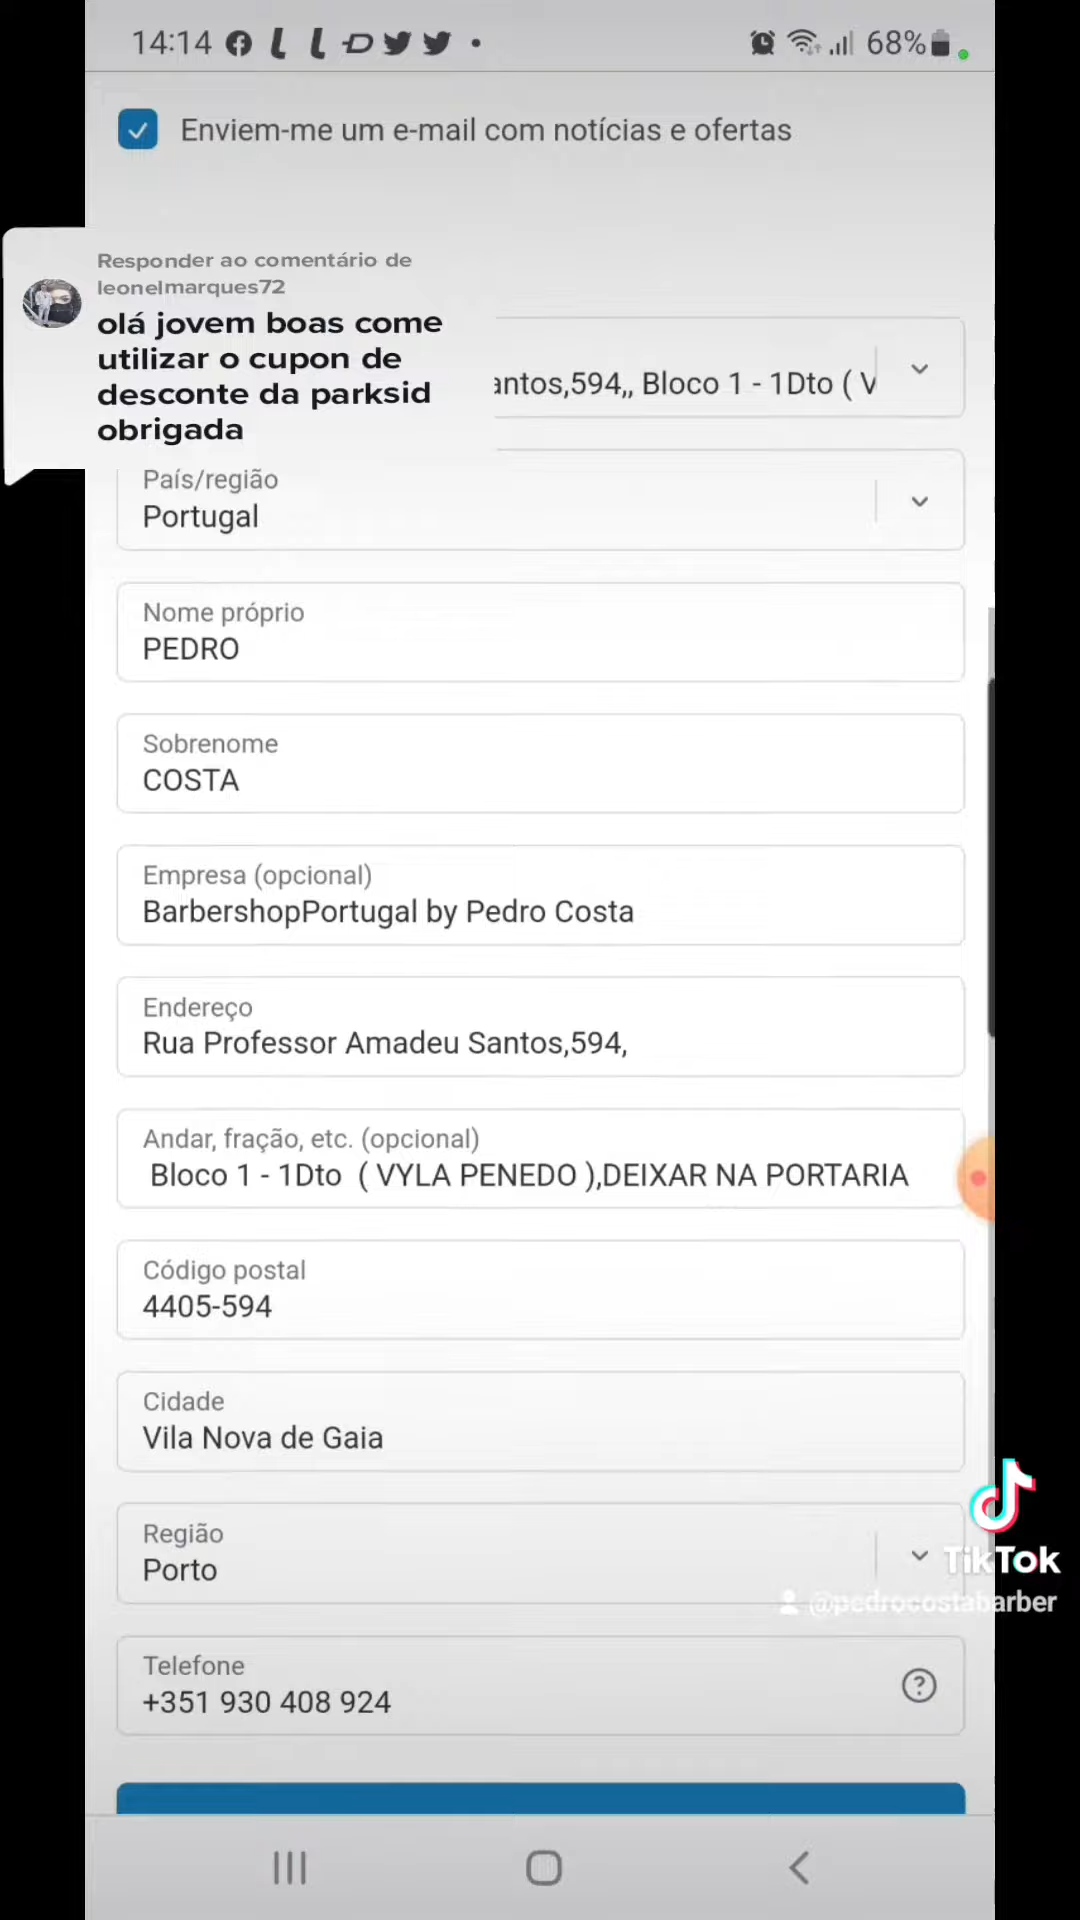 14:14
68%
Enviem-me um e-mail com notícias e ofertas
Responder ao comentário de
leonelmarques72
olá jovem boas come
utilizar o cupon de
desconte da parksid
obrigada
antos,594,, Bloco 1 - 1Dto ( V
País/região
Portugal
Nome próprio
PEDRO
Sobrenome
COSTA
Empresa (opcional)
BarbershopPortugal by Pedro Costa
Endereço
Rua Professor Amadeu Santos,594,
Andar, fração, etc. (opcional)
Bloco 1 - 1Dto ( VYLA PENEDO ),DEIXAR NA PORTARIA
Código postal
4405-594
Cidade
Vila Nova de Gaia
Região
Porto
TikTok
@pedrocostabarber
Telefone
+351 930 408 924